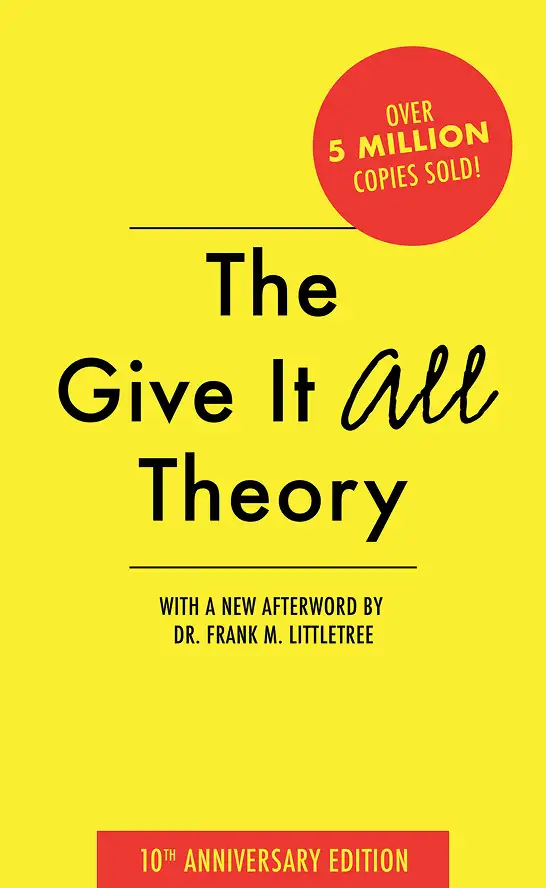 OVER
5 MILLION
COPIES SOLD!
The
Give It All
Theory
WITH A NEW AFTERWORD BY
DR. FRANK M. LITTLETREE
10TH ANNIVERSARY EDITION